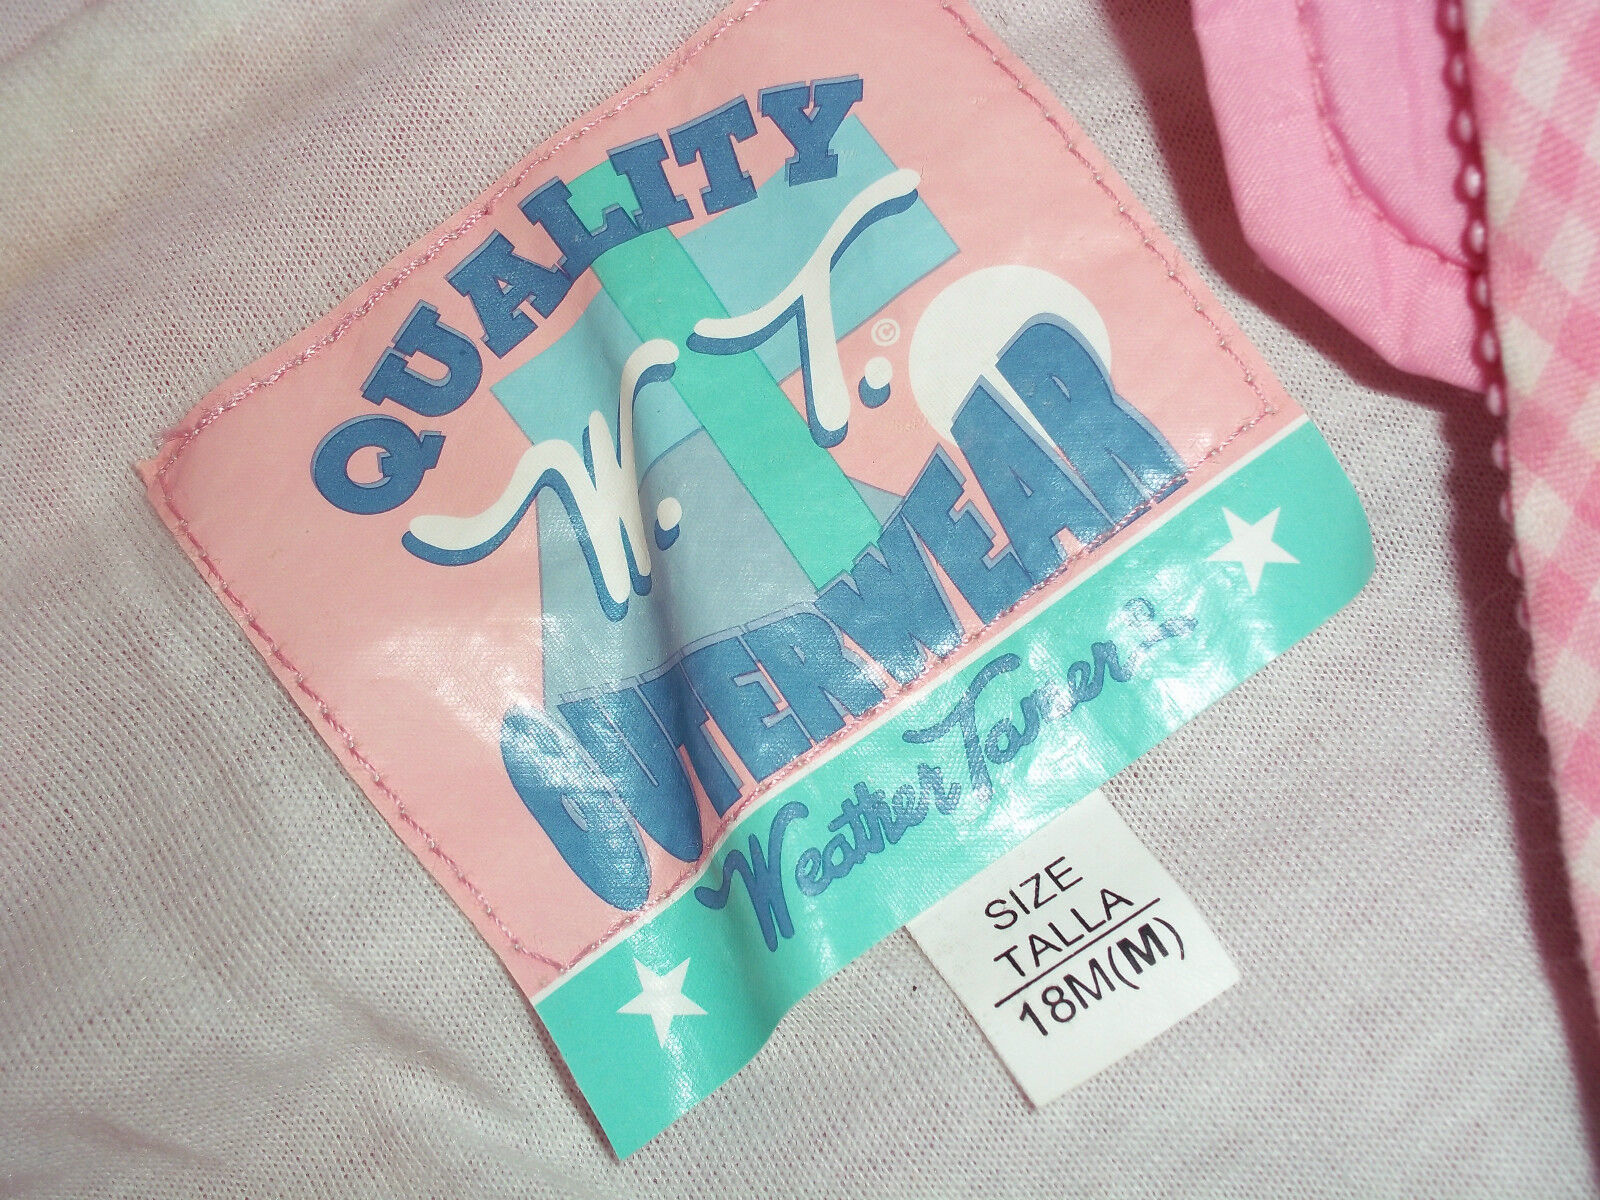 QUALITY
W.T.©
OUTERWEAR
Weather Tamer®
SIZE
TALLA
18M(M)